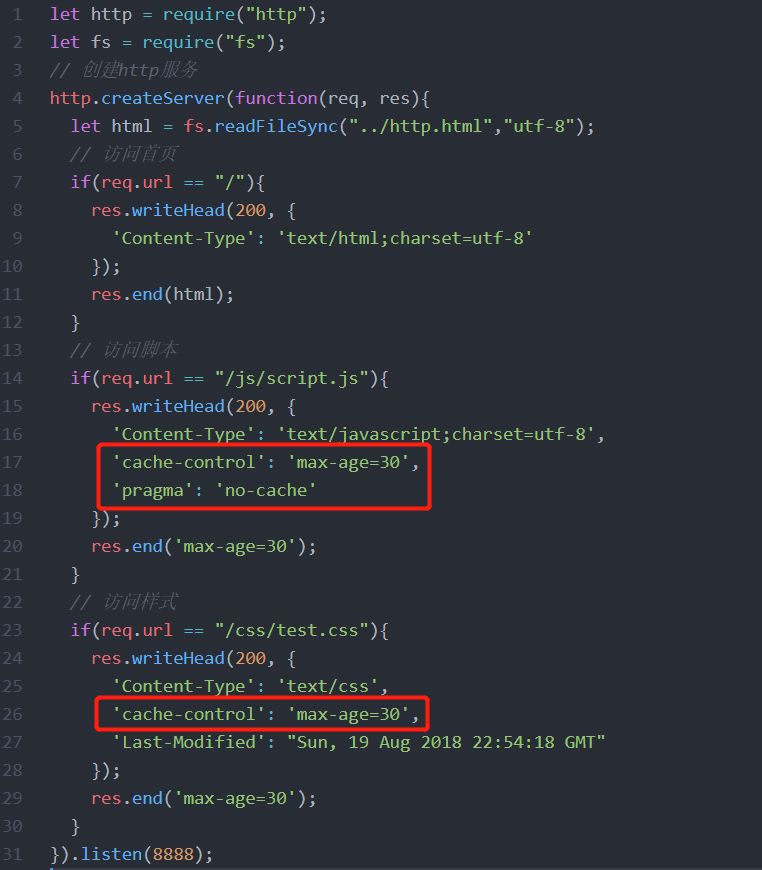 1 let http = require("http");
2 let fs = require("fs");
3 // 创建http服务
4 http.createServer(function(req, res){
5   let html = fs.readFileSync("../http.html","utf-8");
6   // 访问首页
7   if(req.url == "/"){
8     res.writeHead(200, {
9       'Content-Type': 'text/html;charset=utf-8'
10     });
11     res.end(html);
12   }
13   // 访问脚本
14   if(req.url == "/js/script.js"){
15     res.writeHead(200, {
16       'Content-Type': 'text/javascript;charset=utf-8',
17       'cache-control': 'max-age=30',
18       'pragma': 'no-cache'
19     });
20     res.end('max-age=30');
21   }
22   // 访问样式
23   if(req.url == "/css/test.css"){
24     res.writeHead(200, {
25       'Content-Type': 'text/css',
26       'cache-control': 'max-age=30',
27       'Last-Modified': "Sun, 19 Aug 2018 22:54:18 GMT"
28     });
29     res.end('max-age=30');
30   }
31 }).listen(8888);